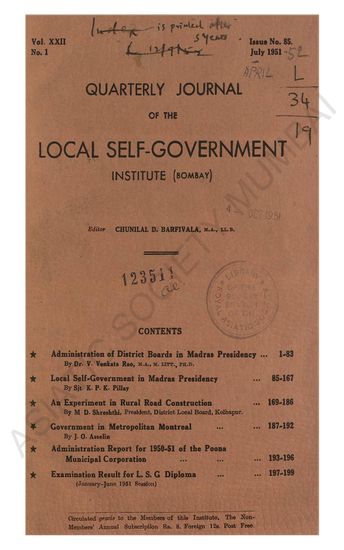 Index is printed after
5 years.
Vol. XXII
No. 1
Issue No. 85.
July 1951-52
APRIL
L
34
19
QUARTERLY JOURNAL
OF THE
LOCAL SELF-GOVERNMENT
INSTITUTE (BOMBAY)
OCT 1951
Editor CHUNILAL D. BARFIVALA, M.A., LL.B.
123511
CONTENTS
★ Administration of District Boards in Madras Presidency ... 1-83
By Dr. V. Venkata Rao, M.A., M. LITT., PH.D.
★ Local Self-Government in Madras Presidency ... 85-167
By Sjt. K. P. K. Pillay
★ An Experiment in Rural Road Construction ... 169-186
By M D. Shreshthi, President, District Local Board, Kolhapur.
★ Government in Metropolitan Montreal ... ... 187-192
By J. O. Asselin
★ Administration Report for 1950-51 of the Poona
Municipal Corporation ... ... 193-196
★ Examination Result for L. S. G Diploma ... 197-199
(January-June 1951 Session)
Circulated gratis to the Members of this Institute, The Non-
Members' Annual Subscription Rs. 8. Foreign 12s. Post Free.
ASIATIC SOCIETY MUMBAI